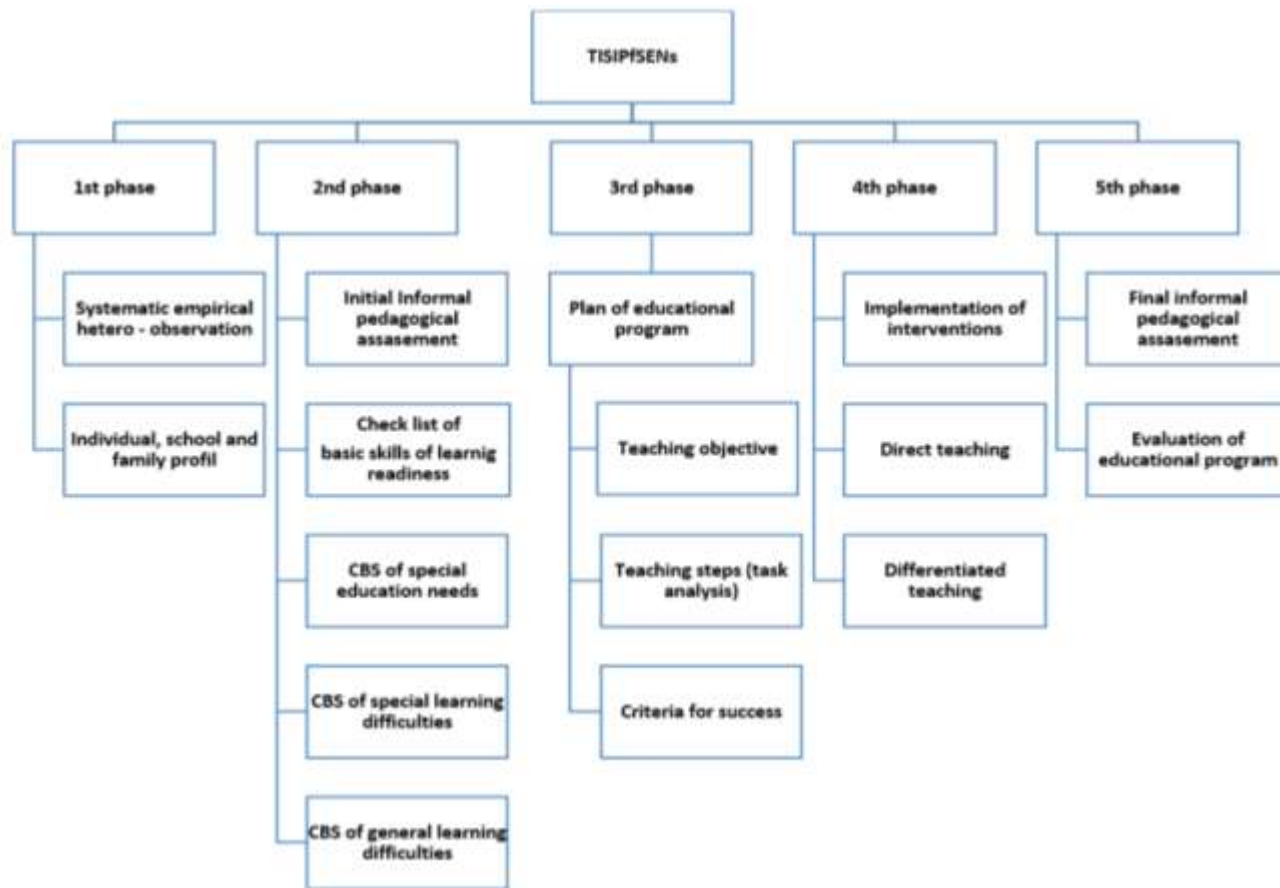 TISIPfSENs
1st phase
2nd phase
3rd phase
4th phase
5th phase
Systematic empirical
hetero - observation
Individual, school and
family profil
Initial Informal
pedagogical
assasement
Check list of
basic skills of learnig
readiness
CBS of special
education needs
CBS of special learning
difficulties
CBS of general learning
difficulties
Plan of educational
program
Teaching objective
Teaching steps (task
analysis)
Criteria for success
Implementation of
interventions
Direct teaching
Differentiated
teaching
Final informal
pedagogical
assasement
Evaluation of
educational program